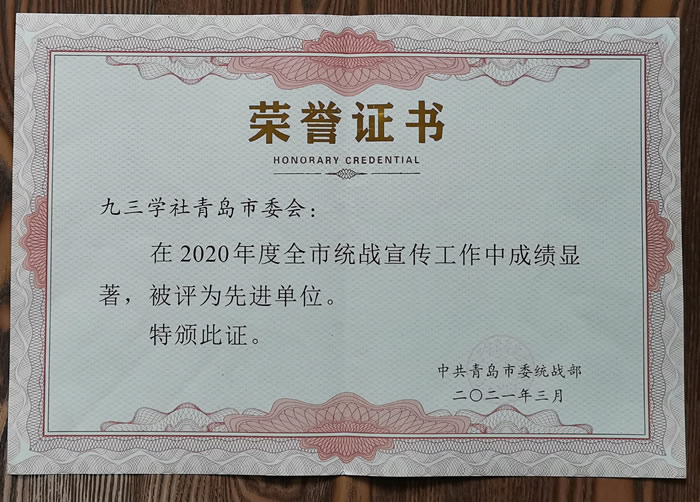 荣誉证书
HONORARY CREDENTIAL
九三学社青岛市委会：
在2020年度全市统战宣传工作中成绩显
著，被评为先进单位。
特颁此证。
中共青岛市委统战部
二〇二一年三月